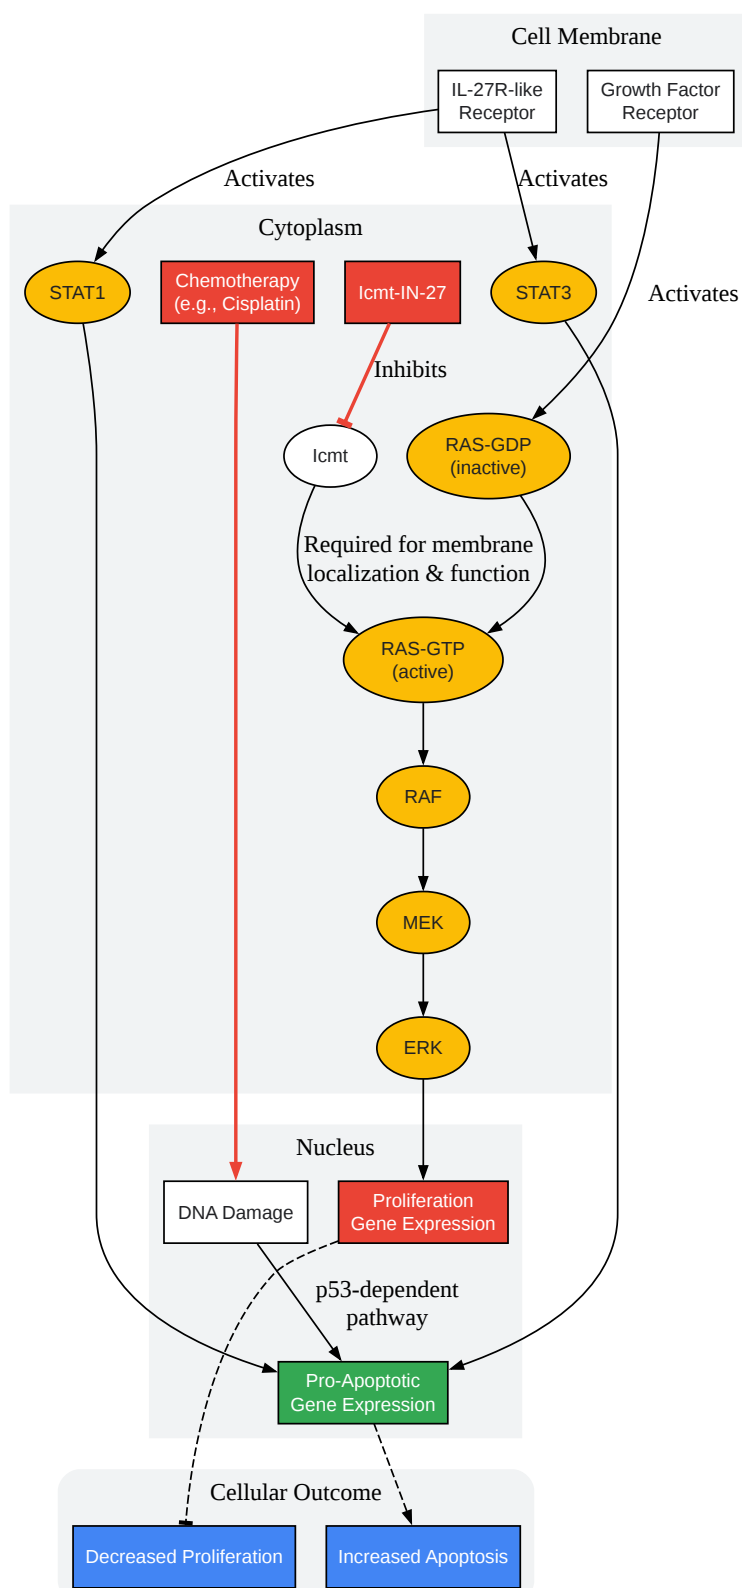 Cell Membrane
IL-27R-like
Receptor
Growth Factor
Receptor
Activates
Activates
Cytoplasm
STAT1
Chemotherapy
(e.g., Cisplatin)
Icmt-IN-27
STAT3
Activates
Inhibits
Icmt
RAS-GDP
(inactive)
Required for membrane
localization & function
RAS-GTP
(active)
RAF
MEK
ERK
Nucleus
DNA Damage
Proliferation
Gene Expression
p53-dependent
pathway
Pro-Apoptotic
Gene Expression
Cellular Outcome
Decreased Proliferation
Increased Apoptosis